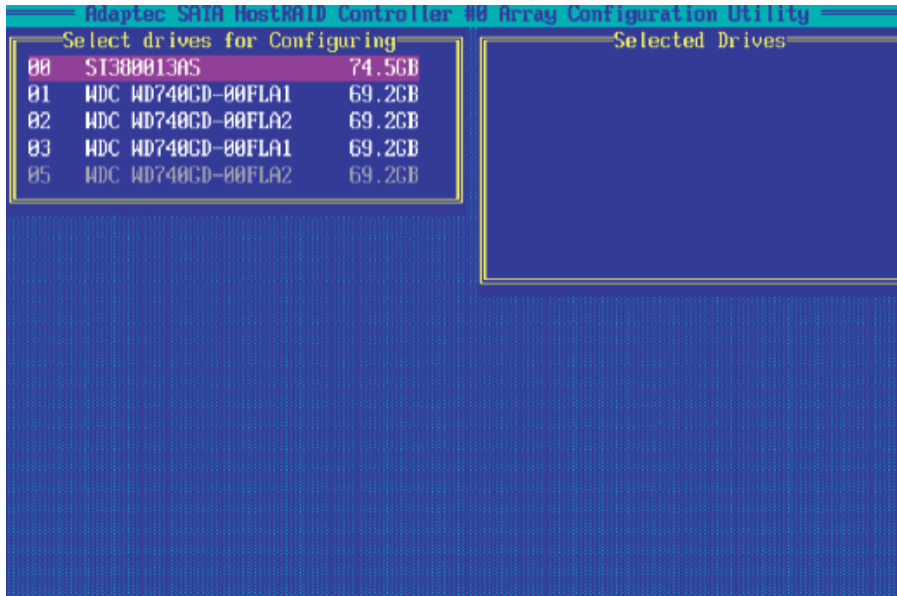 Adaptec SATA HostRAID Controller #0 Array Configuration Utility
Select drives for Configuring
00 ST380013AS 74.5GB
01 WDC WD740GD-00FLA1 69.2GB
02 WDC WD740GD-00FLA2 69.2GB
03 WDC WD740GD-00FLA1 69.2GB
05 WDC WD740GD-00FLA2 69.2GB
Selected Drives